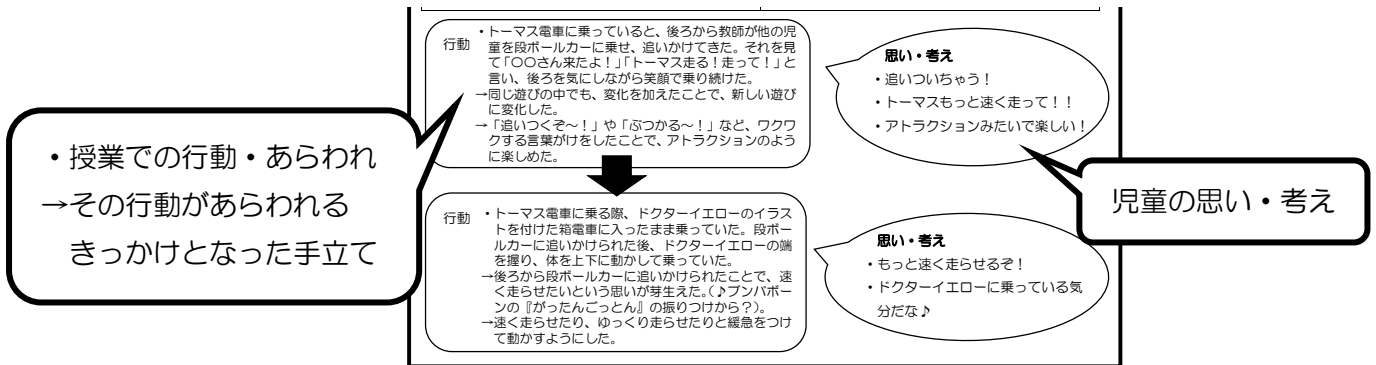 行動
・トーマス電車に乗っていると、後ろから教師が他の児
童を段ボールカーに乗せ、追いかけてきた。それを見
て「〇〇さん来たよ!」「トーマス走る!走って!」と
言い、後ろを気にしながら笑顔で乗り続けた。
→同じ遊びの中でも、変化を加えたことで、新しい遊び
に変化した。
→「追いつくぞ～!」や「ぶつかる～!」など、ワクワ
クする言葉がけをしたことで、アトラクションのよう
に楽しめた。
思い・考え
・追いついちゃう!
・トーマスもっと速く走って!!
・アトラクションみたいで楽しい!
・授業での行動・あらわれ
→その行動があらわれる
きっかけとなった手立て
児童の思い・考え
行動
・トーマス電車に乗る際、ドクターイエローのイラス
トを付けた箱電車に入ったまま乗っていた。段ボー
ルカーに追いかけられた後、ドクターイエローの端
を握り、体を上下に動かして乗っていた。
→後ろから段ボールカーに追いかけられたことで、速
く走らせたいという思いが芽生えた。(♪ブンバボー
ンの『がったんごっとん』の振りつけから?)。
→速く走らせたり、ゆっくり走らせたりと緩急をつけ
て動かすようにした。
思い・考え
・もっと速く走らせるぞ!
・ドクターイエローに乗っている気
分だな♪